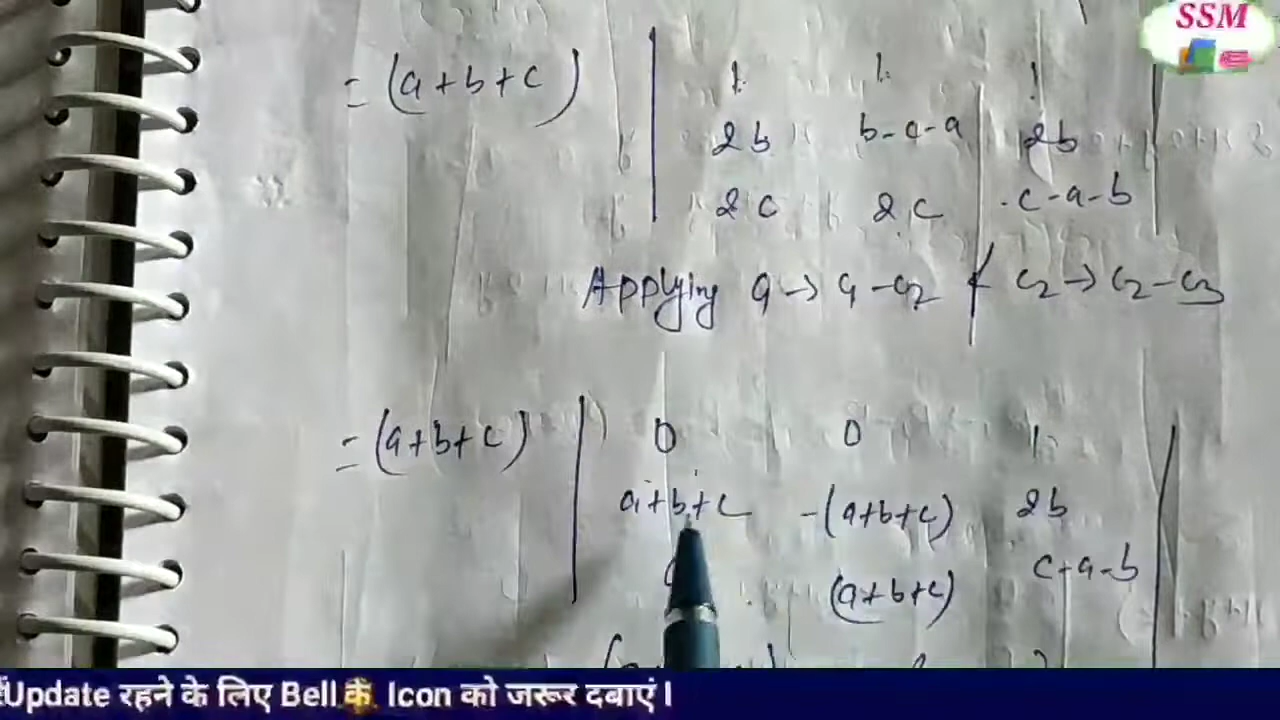 SSM
= (a+b+c) | 1 1 1 |
2b b-c-a 2b
2c 2c c-a-b
Applying C1 → C1 - C2 & C2 → C2 - C3
= (a+b+c) | 0 0 1 |
a+b+c -(a+b+c) 2b
(a+b+c) c-a-b
Update रहने के लिए Bell के Icon को जरूर दबाएं।